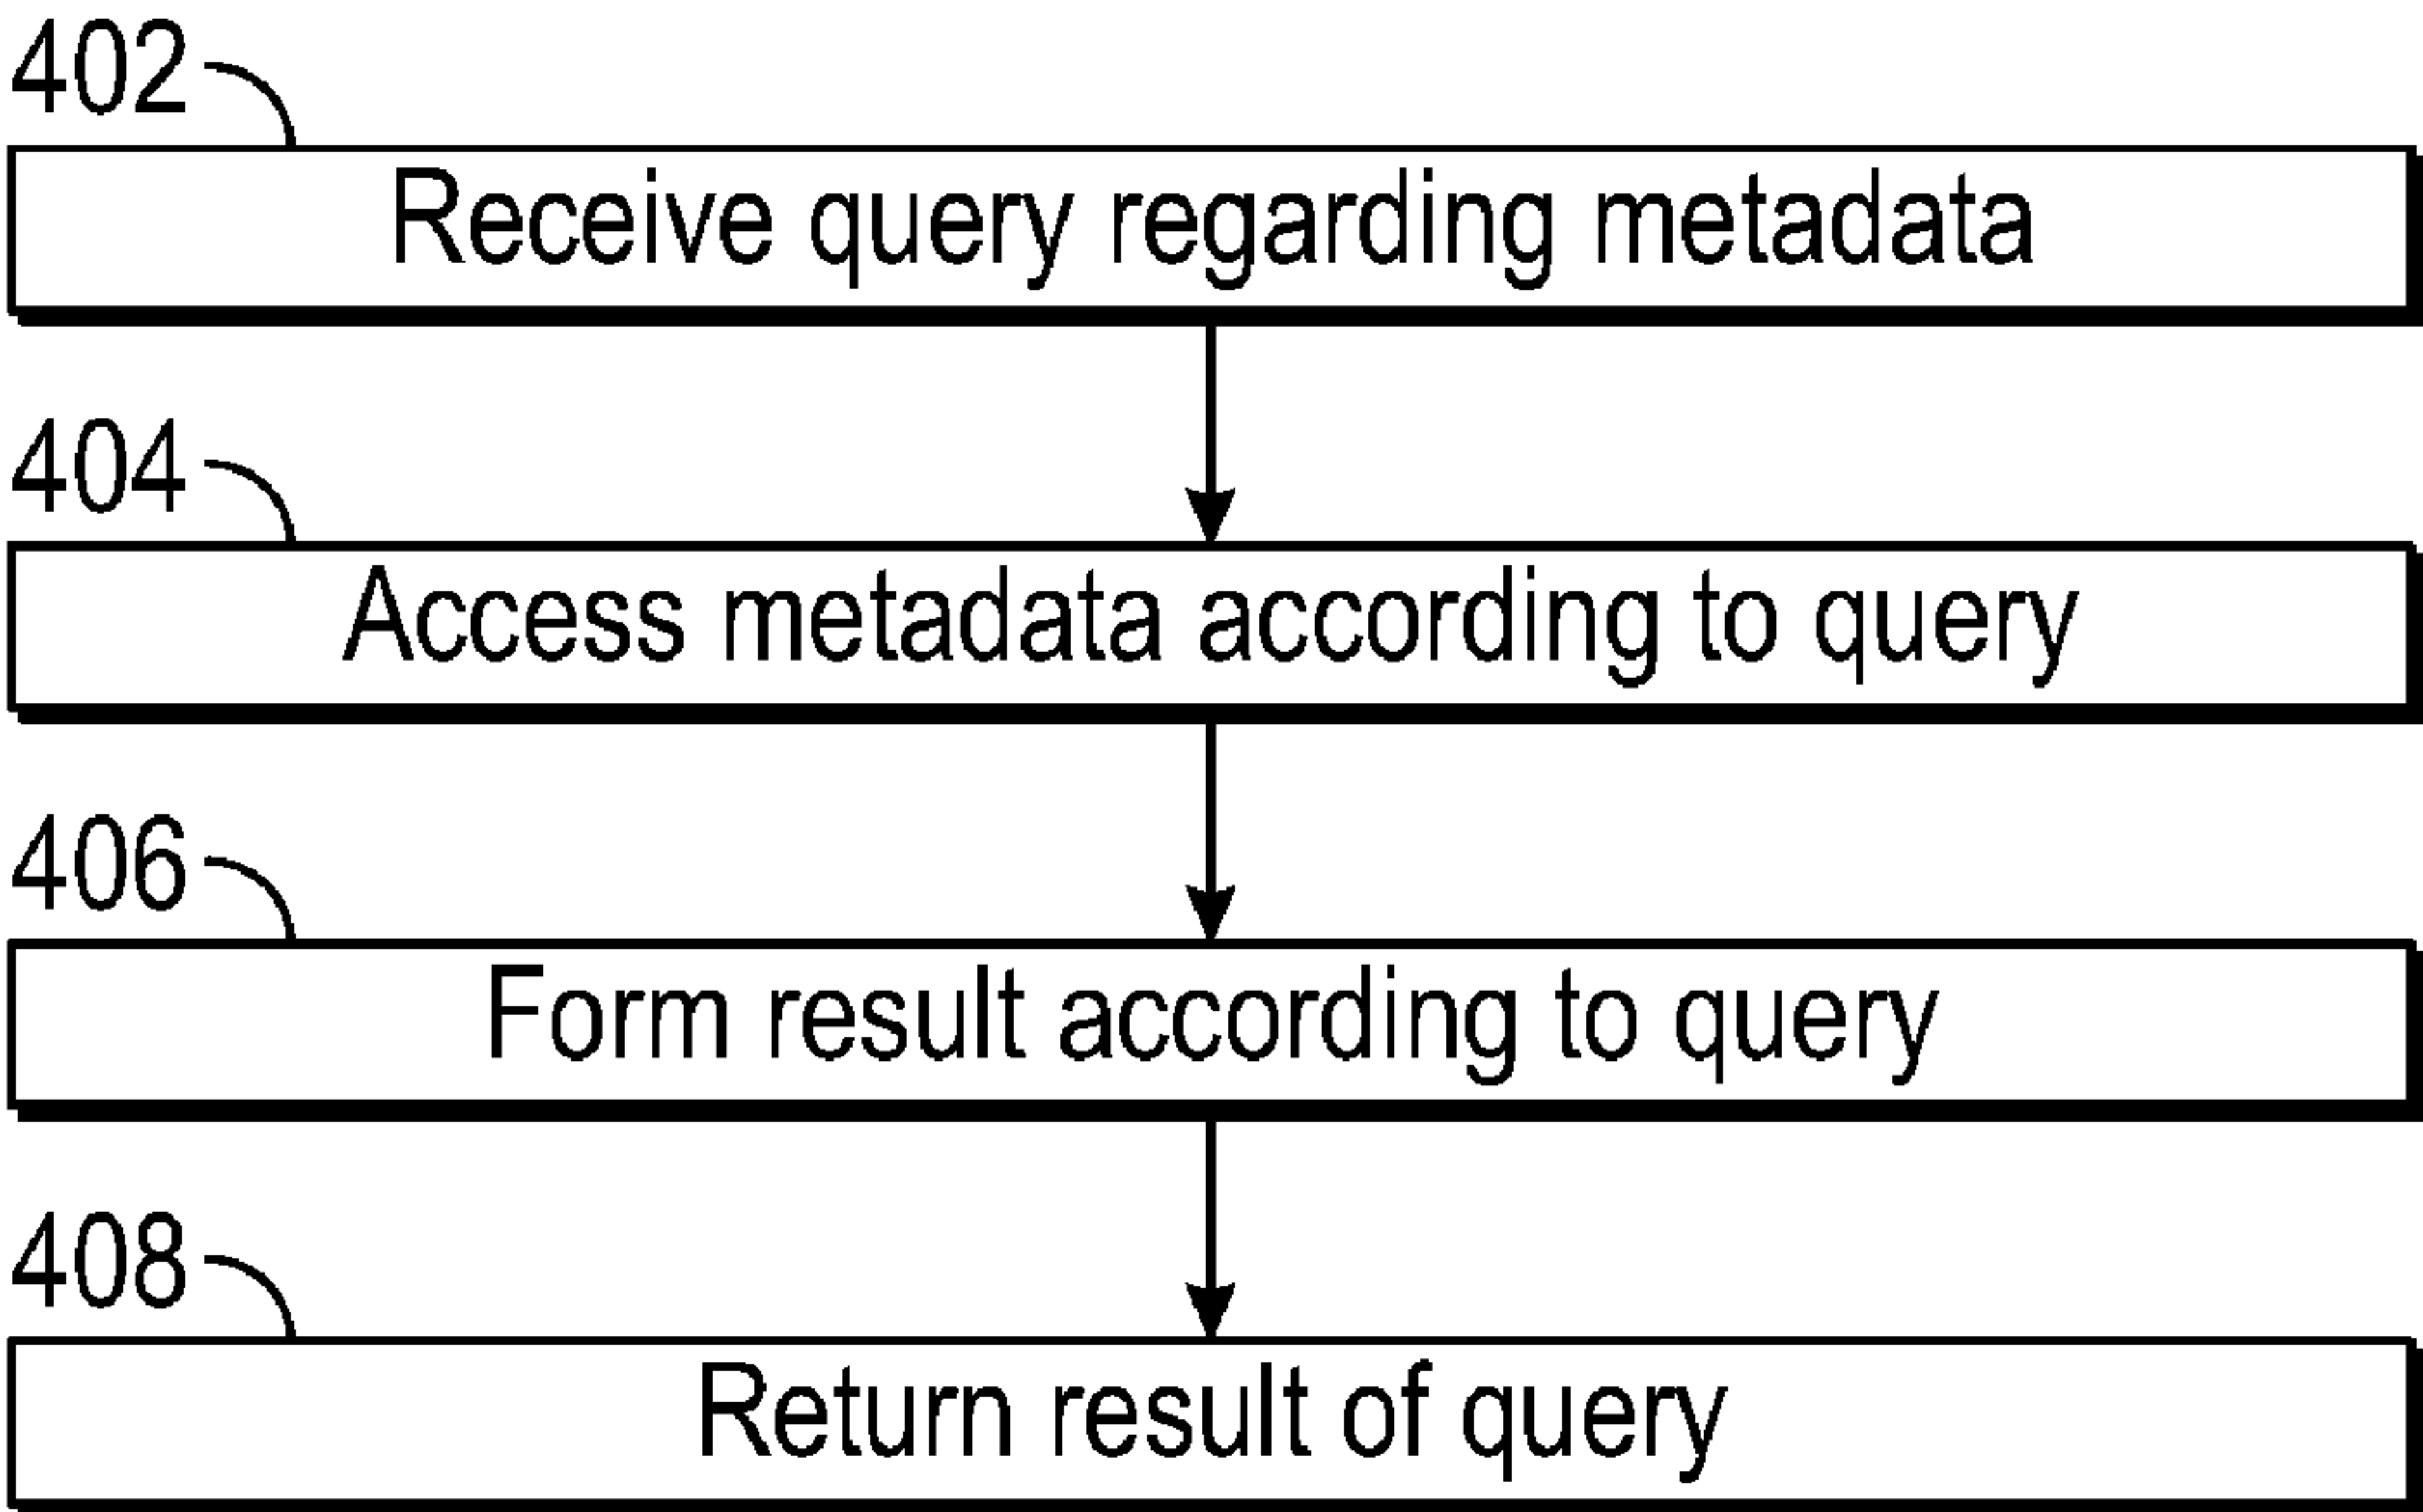 402
Receive query regarding metadata
404
Access metadata according to query
406
Form result according to query
408
Return result of query